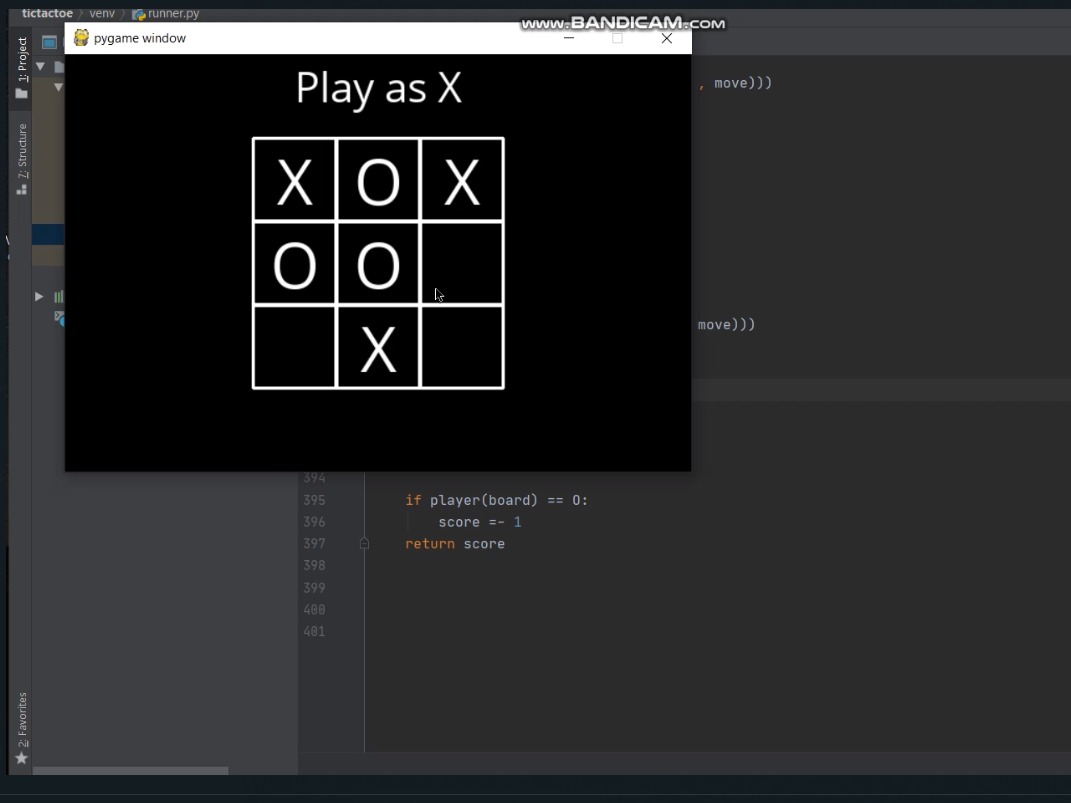 tictactoe venv runner.py
www.BANDICAM.com
1: Project
pygame window
, move)))
Play as X
7: Structure
X O X
O O
X
move)))
394
395 if player(board) == O:
396 score =- 1
397 return score
398
399
400
401
2: Favorites